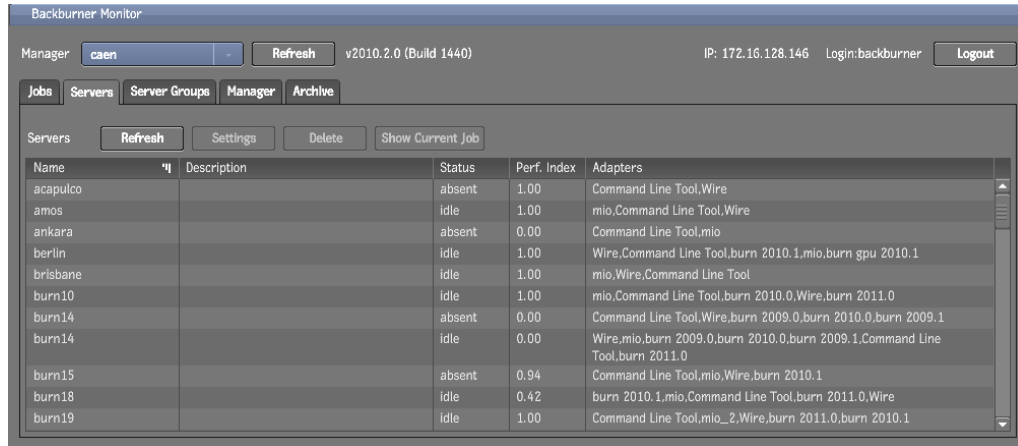 Backburner Monitor
Manager caen Refresh v2010.2.0 (Build 1440) IP: 172.16.128.146 Login:backburner Logout
Jobs Servers Server Groups Manager Archive
Servers Refresh Settings Delete Show Current Job
Name Description Status Perf. Index Adapters
acapulco absent 1.00 Command Line Tool,Wire
amos idle 1.00 mio,Command Line Tool,Wire
ankara absent 0.00 Command Line Tool,mio
berlin idle 1.00 Wire,Command Line Tool,burn 2010.1,mio,burn gpu 2010.1
brisbane idle 1.00 mio,Wire,Command Line Tool
burn10 idle 1.00 mio,Command Line Tool,burn 2010.0,Wire,burn 2011.0
burn14 absent 0.00 Command Line Tool,Wire,burn 2009.0,burn 2010.0,burn 2009.1
burn14 idle 0.00 Wire,mio,burn 2009.0,burn 2010.0,burn 2009.1,Command Line
Tool,burn 2011.0
burn15 absent 0.94 Command Line Tool,mio,Wire,burn 2010.1
burn18 idle 0.42 burn 2010.1,mio,Command Line Tool,burn 2011.0,Wire
burn19 idle 1.00 Command Line Tool,mio_2,Wire,burn 2011.0,burn 2010.1